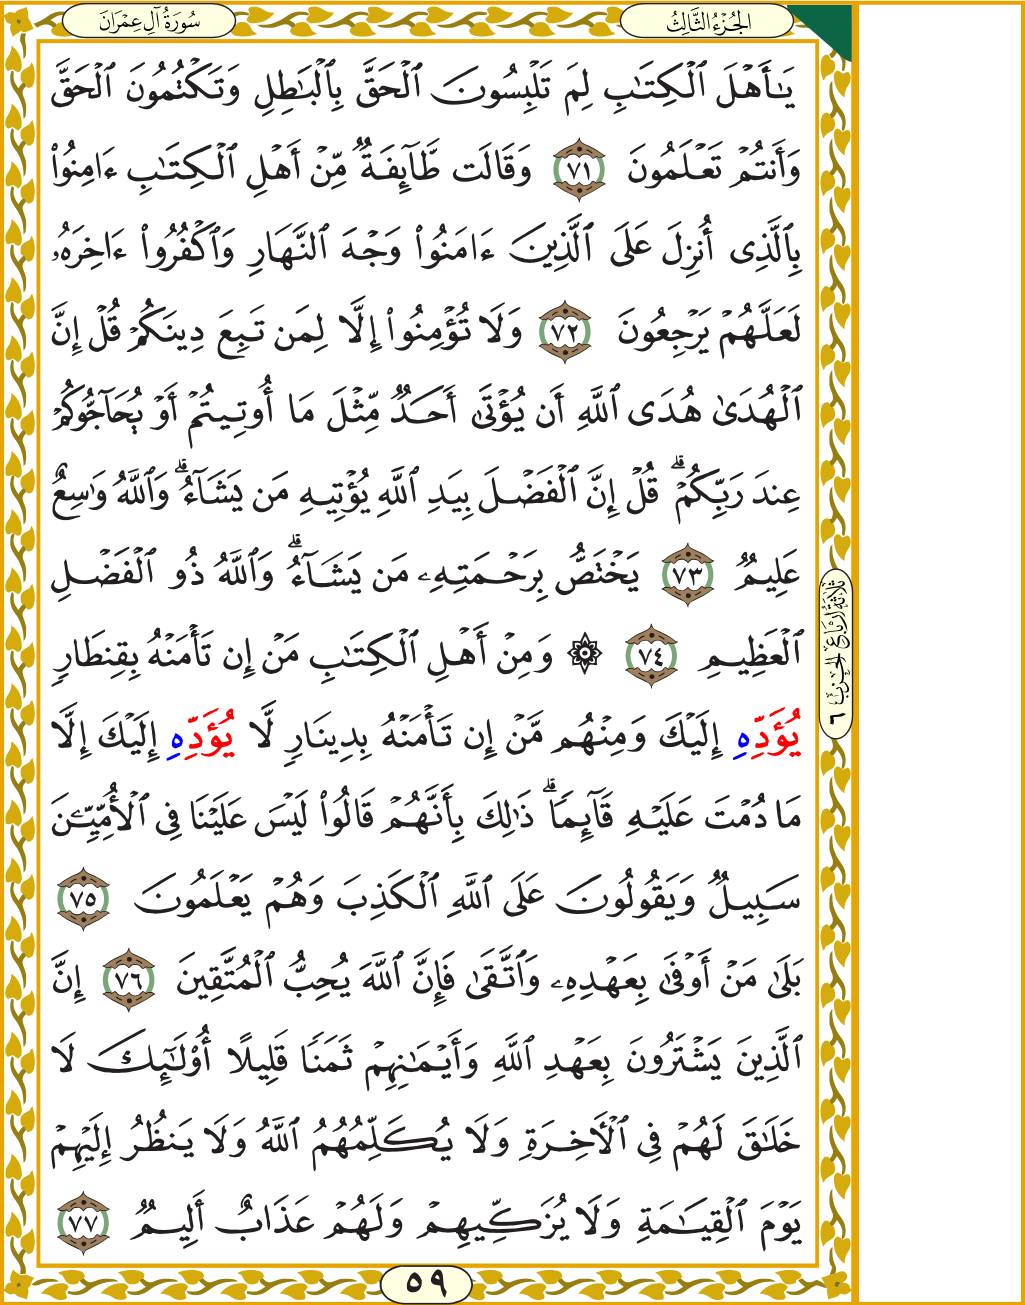 سُورَةُ آلِ عِمْرَانَ
الجُزْءُ الثَّالِثُ
يَٰٓأَهْلَ ٱلْكِتَٰبِ لِمَ تَلْبِسُونَ ٱلْحَقَّ بِٱلْبَٰطِلِ وَتَكْتُمُونَ ٱلْحَقَّ
وَأَنتُمْ تَعْلَمُونَ ٧١ وَقَالَت طَّآئِفَةٌ مِّنْ أَهْلِ ٱلْكِتَٰبِ ءَامِنُوا۟
بِٱلَّذِى أُنزِلَ عَلَى ٱلَّذِينَ ءَامَنُوا۟ وَجْهَ ٱلنَّهَارِ وَٱكْفُرُوٓا۟ ءَاخِرَهُۥ
لَعَلَّهُمْ يَرْجِعُونَ ٧٢ وَلَا تُؤْمِنُوٓا۟ إِلَّا لِمَن تَبِعَ دِينَكُمْ قُلْ إِنَّ
ٱلْهُدَىٰ هُدَى ٱللَّهِ أَن يُؤْتَىٰٓ أَحَدٌ مِّثْلَ مَآ أُوتِيتُمْ أَوْ يُحَآجُّوكُمْ
عِندَ رَبِّكُمْ ۗ قُلْ إِنَّ ٱلْفَضْلَ بِيَدِ ٱللَّهِ يُؤْتِيهِ مَن يَشَآءُ ۗ وَٱللَّهُ وَٰسِعٌ
عَلِيمٌ ٧٣ يَخْتَصُّ بِرَحْمَتِهِۦ مَن يَشَآءُ ۗ وَٱللَّهُ ذُو ٱلْفَضْلِ
ٱلْعَظِيمِ ٧٤ ۞ وَمِنْ أَهْلِ ٱلْكِتَٰبِ مَنْ إِن تَأْمَنْهُ بِقِنطَارٍ
يُؤَدِّهِ إِلَيْكَ وَمِنْهُم مَّنْ إِن تَأْمَنْهُ بِدِينَارٍ لَّا يُؤَدِّهِ إِلَيْكَ إِلَّا
مَا دُمْتَ عَلَيْهِ قَآئِمًا ۗ ذَٰلِكَ بِأَنَّهُمْ قَالُوا۟ لَيْسَ عَلَيْنَا فِى ٱلْأُمِّيِّـۧنَ
سَبِيلٌ وَيَقُولُونَ عَلَى ٱللَّهِ ٱلْكَذِبَ وَهُمْ يَعْلَمُونَ ٧٥
بَلَىٰ مَنْ أَوْفَىٰ بِعَهْدِهِۦ وَٱتَّقَىٰ فَإِنَّ ٱللَّهَ يُحِبُّ ٱلْمُتَّقِينَ ٧٦ إِنَّ
ٱلَّذِينَ يَشْتَرُونَ بِعَهْدِ ٱللَّهِ وَأَيْمَٰنِهِمْ ثَمَنًا قَلِيلًا أُو۟لَٰٓئِكَ لَا
خَلَٰقَ لَهُمْ فِى ٱلْءَاخِرَةِ وَلَا يُكَلِّمُهُمُ ٱللَّهُ وَلَا يَنظُرُ إِلَيْهِمْ
يَوْمَ ٱلْقِيَٰمَةِ وَلَا يُزَكِّيهِمْ وَلَهُمْ عَذَابٌ أَلِيمٌ ٧٧
ثَلَاثَةُ أَرْبَاعِ الحِزْبِ ٦
٥٩